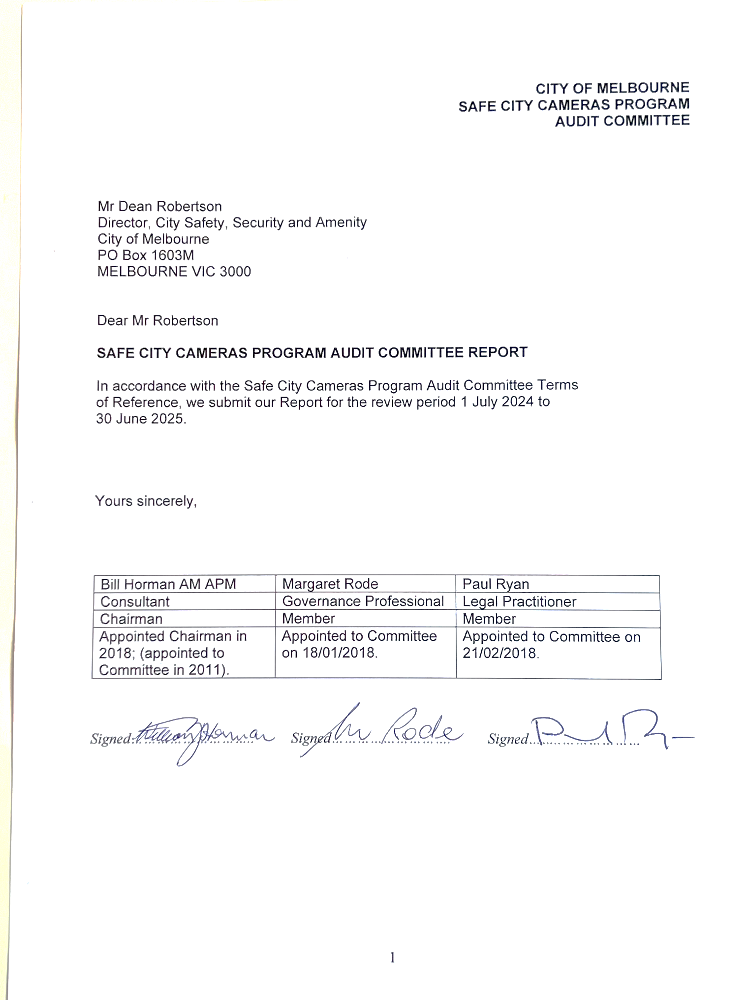 CITY OF MELBOURNE
SAFE CITY CAMERAS PROGRAM
AUDIT COMMITTEE
Mr Dean Robertson
Director, City Safety, Security and Amenity
City of Melbourne
PO Box 1603M
MELBOURNE VIC 3000
Dear Mr Robertson
SAFE CITY CAMERAS PROGRAM AUDIT COMMITTEE REPORT
In accordance with the Safe City Cameras Program Audit Committee Terms
of Reference, we submit our Report for the review period 1 July 2024 to
30 June 2025.
Yours sincerely,
Bill Horman AM APM Margaret Rode Paul Ryan
Consultant Governance Professional Legal Practitioner
Chairman Member Member
Appointed Chairman in Appointed to Committee Appointed to Committee on
2018; (appointed to on 18/01/2018. 21/02/2018.
Committee in 2011).
Signed Signed M Rode Signed
1